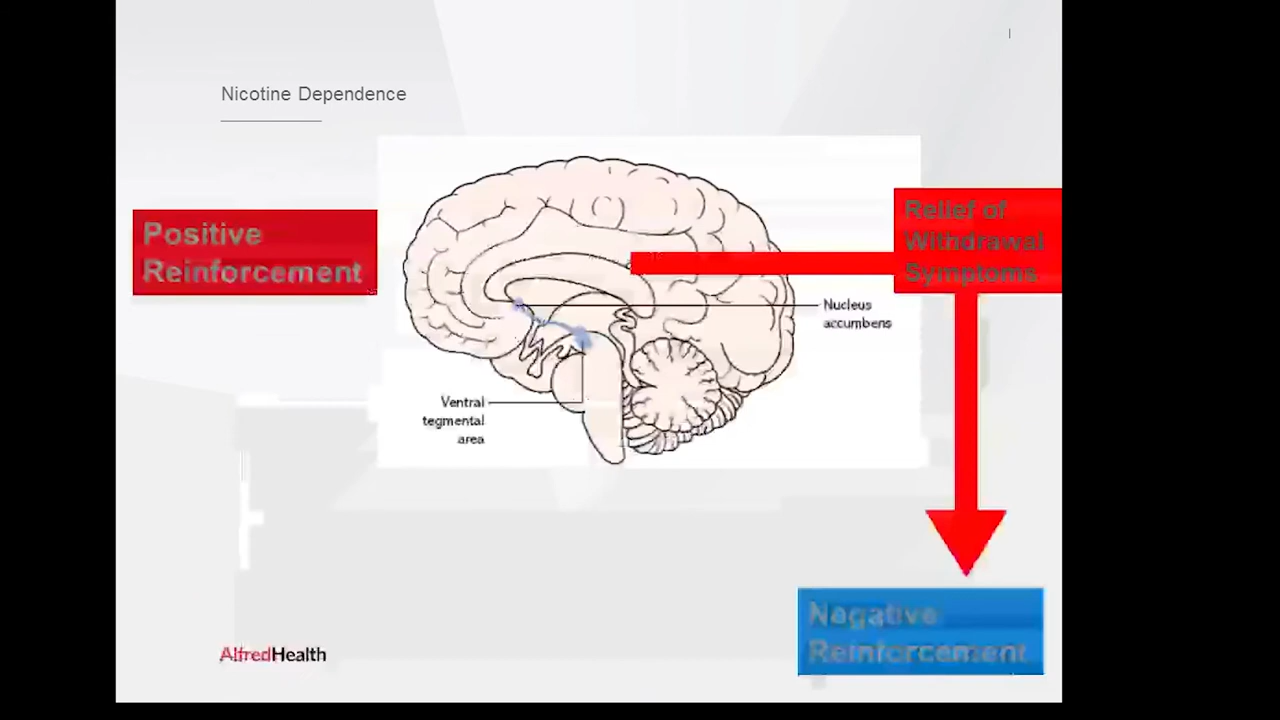 Nicotine Dependence
Positive
Reinforcement
Relief of
Withdrawal
Symptoms
Nucleus
accumbens
Ventral
tegmental
area
Negative
Reinforcement
AlfredHealth